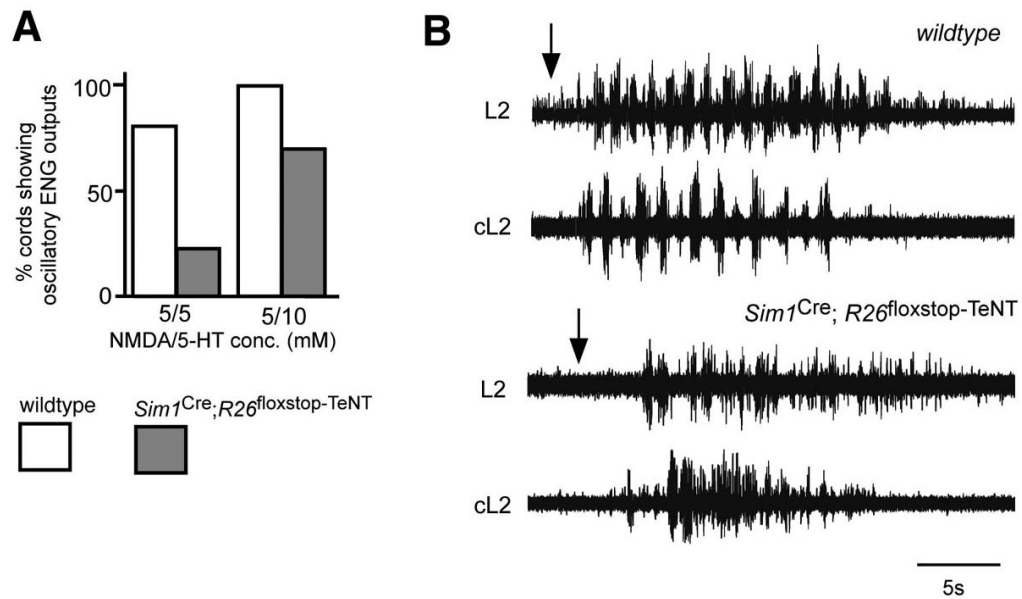 A
% cords showing
oscillatory ENG outputs
100
50
0
5/5 5/10
NMDA/5-HT conc. (mM)
wildtype Sim1Cre;R26floxstop-TeNT
B
wildtype
L2
cL2
Sim1Cre; R26floxstop-TeNT
L2
cL2
5s